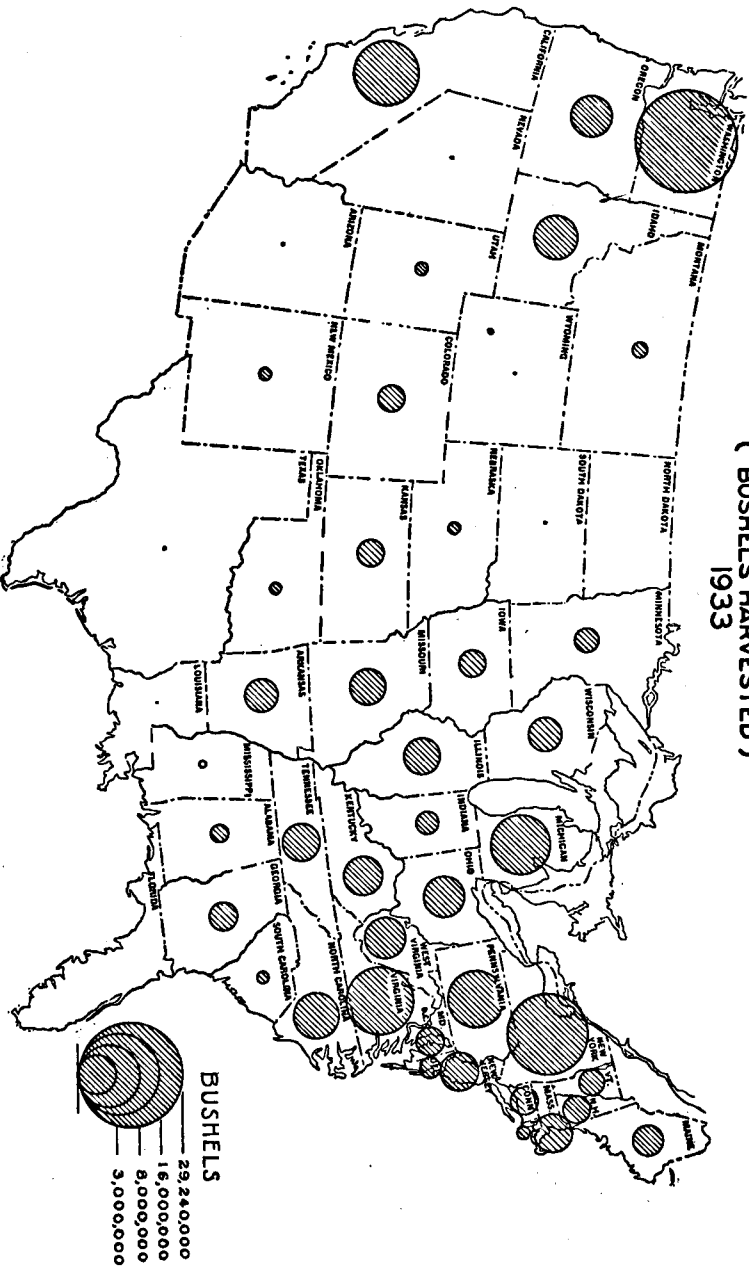 ( BUSHELS HARVESTED )
1933
WASHINGTON
OREGON
CALIFORNIA
NEVADA
IDAHO
MONTANA
WYOMING
UTAH
ARIZONA
COLORADO
NEW MEXICO
NORTH DAKOTA
SOUTH DAKOTA
NEBRASKA
KANSAS
OKLAHOMA
TEXAS
MINNESOTA
IOWA
MISSOURI
ARKANSAS
LOUISIANA
WISCONSIN
ILLINOIS
MICHIGAN
INDIANA
OHIO
KENTUCKY
TENNESSEE
MISSISSIPPI
ALABAMA
GEORGIA
FLORIDA
SOUTH CAROLINA
NORTH CAROLINA
VIRGINIA
WEST
VIRGINIA
MD
PENNSYLVANIA
NEW
JERSEY
NEW
YORK
VT.
N.H.
MASS
CONN
MAINE
BUSHELS
29,240,000
16,000,000
8,000,000
3,000,000